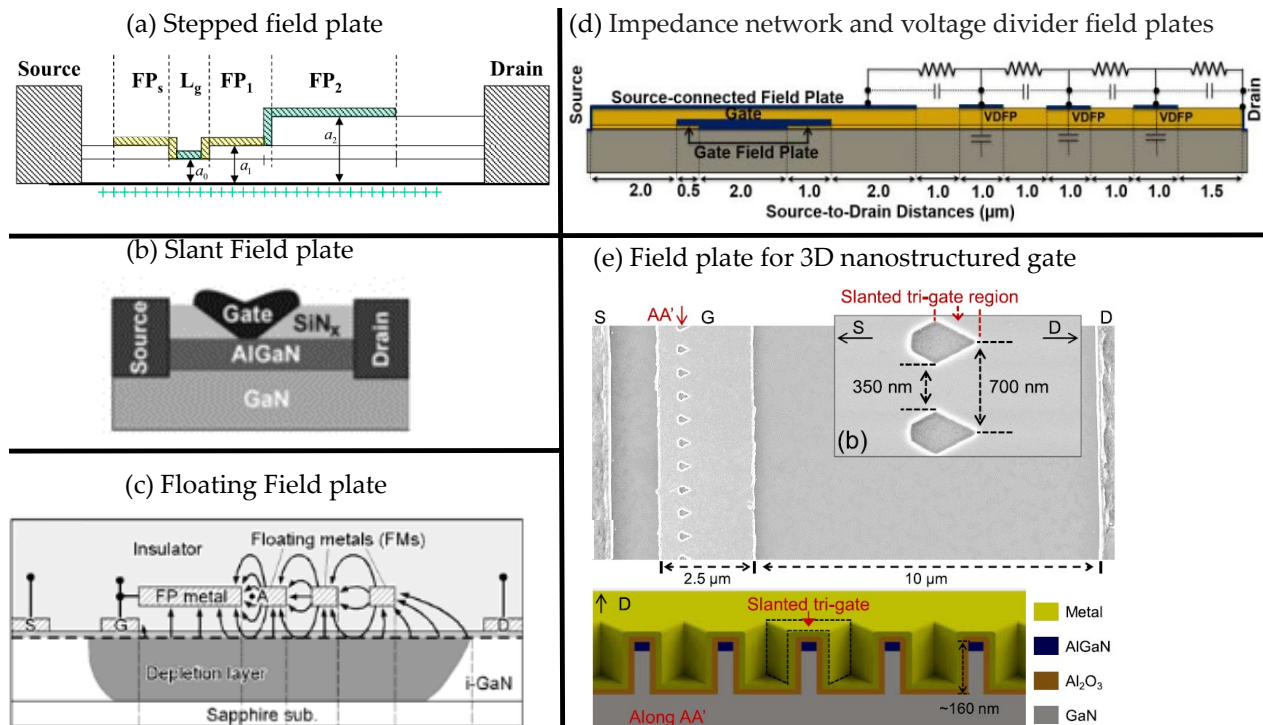 (a) Stepped field plate
Source
FPs
Lg
FP1
FP2
Drain
a0
a1
a2
(b) Slant Field plate
Source
Gate
SiNx
Drain
AlGaN
GaN
(c) Floating Field plate
Insulator
Floating metals (FMs)
FP metal
A
S
G
D
Depletion layer
i-GaN
Sapphire sub.
(d) Impedance network and voltage divider field plates
Source
Source-connected Field Plate
Gate
VDFP
VDFP
VDFP
Drain
Gate Field Plate
2.0 0.5 2.0 1.0 2.0 1.0 1.0 1.0 1.0 1.0 1.0 1.5
Source-to-Drain Distances (µm)
(e) Field plate for 3D nanostructured gate
Slanted tri-gate region
S
AA'
G
D
S
D
350 nm
700 nm
(b)
2.5 µm
10 µm
D
Slanted tri-gate
~160 nm
Along AA'
Metal
AlGaN
Al2O3
GaN